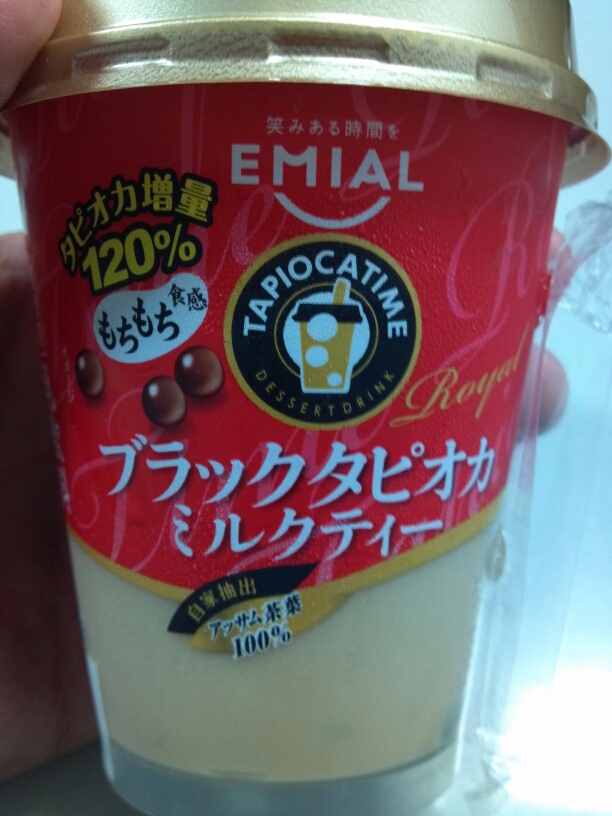 笑みある時間を
EMIAL
タピオカ増量
120%
もちもち食感
TAPIOCATIME
DESSERT DRINK
Royal
ブラックタピオカ
ミルクティー
自家抽出
アッサム茶葉
100%